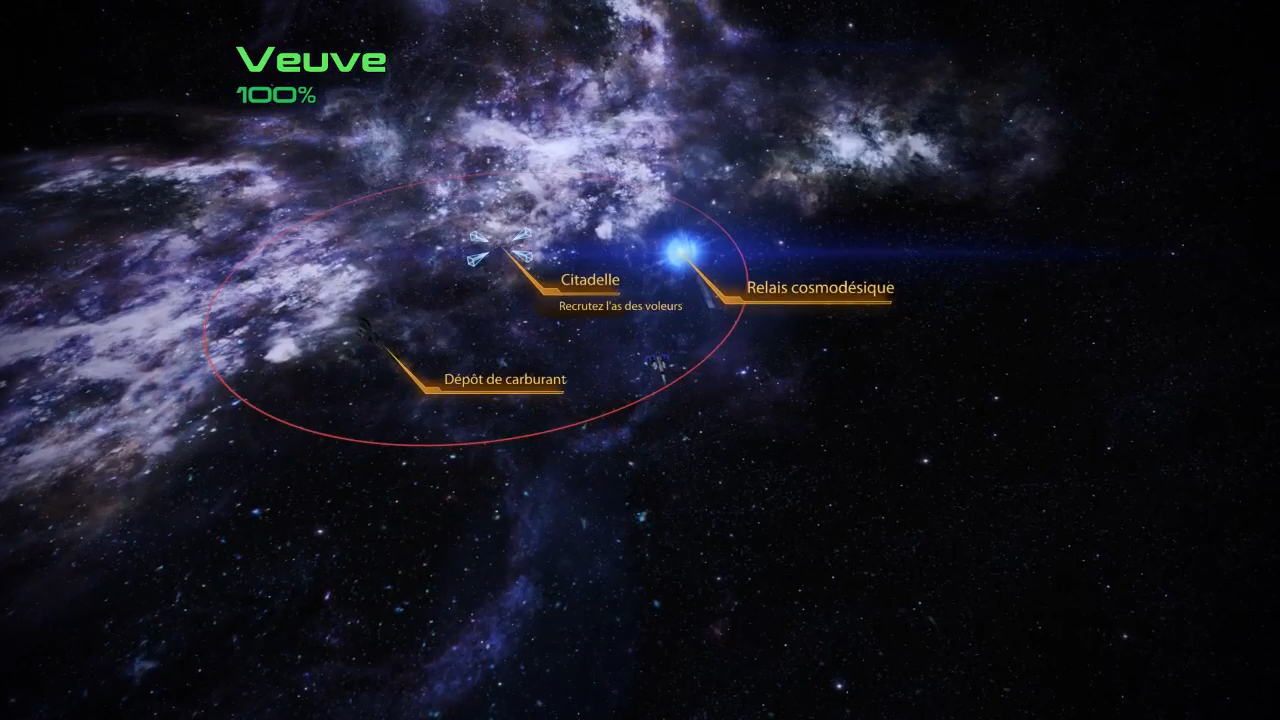 Veuve
100%
Citadelle
Recrutez l'as des voleurs
Relais cosmodésique
Dépôt de carburant